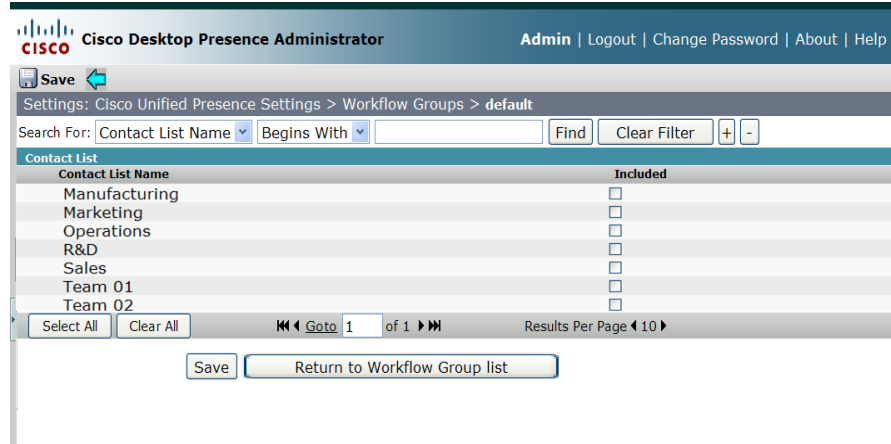 CISCO Cisco Desktop Presence Administrator Admin | Logout | Change Password | About | Help
Save
Settings: Cisco Unified Presence Settings > Workflow Groups > default
Search For: Contact List Name Begins With Find Clear Filter + -
Contact List
Contact List Name Included
Manufacturing
Marketing
Operations
R&D
Sales
Team 01
Team 02
Select All Clear All Goto 1 of 1 Results Per Page 10
Save Return to Workflow Group list